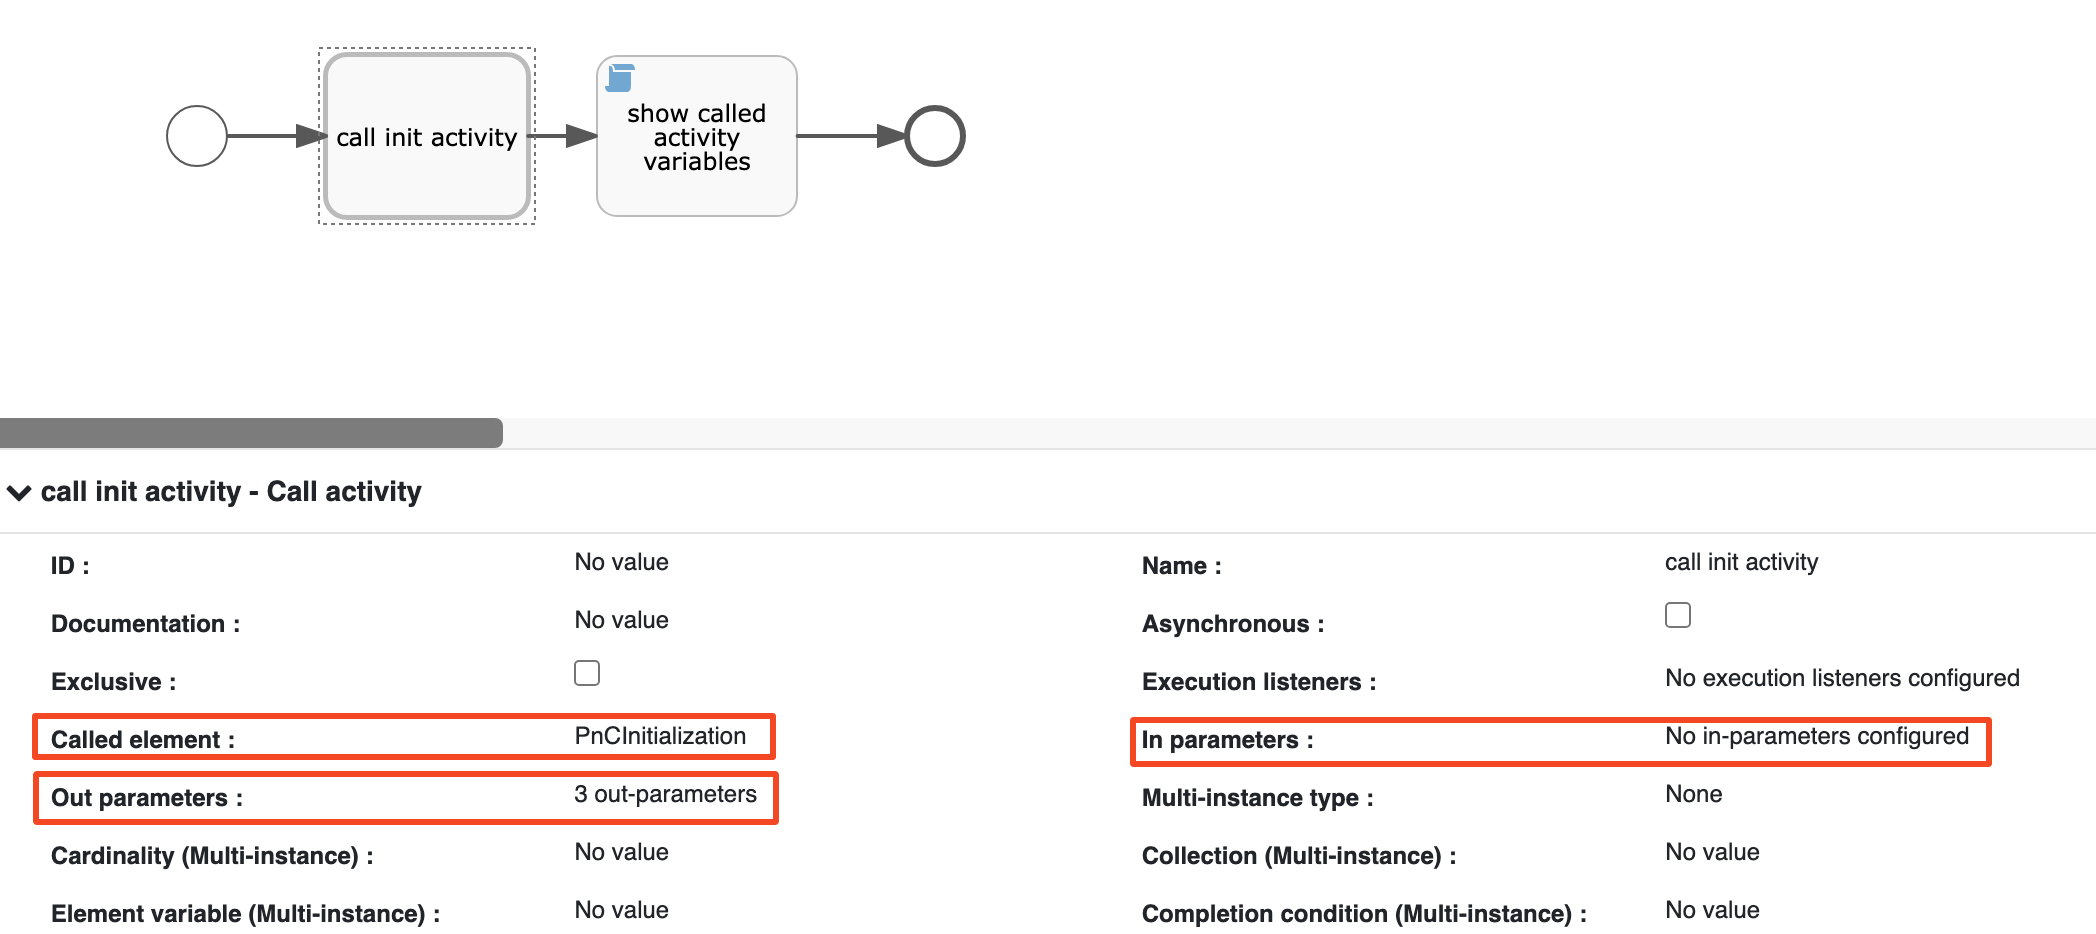 call init activity
show called
activity
variables
call init activity - Call activity
ID : No value
Name : call init activity
Documentation : No value
Asynchronous :
Exclusive :
Execution listeners : No execution listeners configured
Called element : PnCInitialization
In parameters : No in-parameters configured
Out parameters : 3 out-parameters
Multi-instance type : None
Cardinality (Multi-instance) : No value
Collection (Multi-instance) : No value
Element variable (Multi-instance) : No value
Completion condition (Multi-instance) : No value